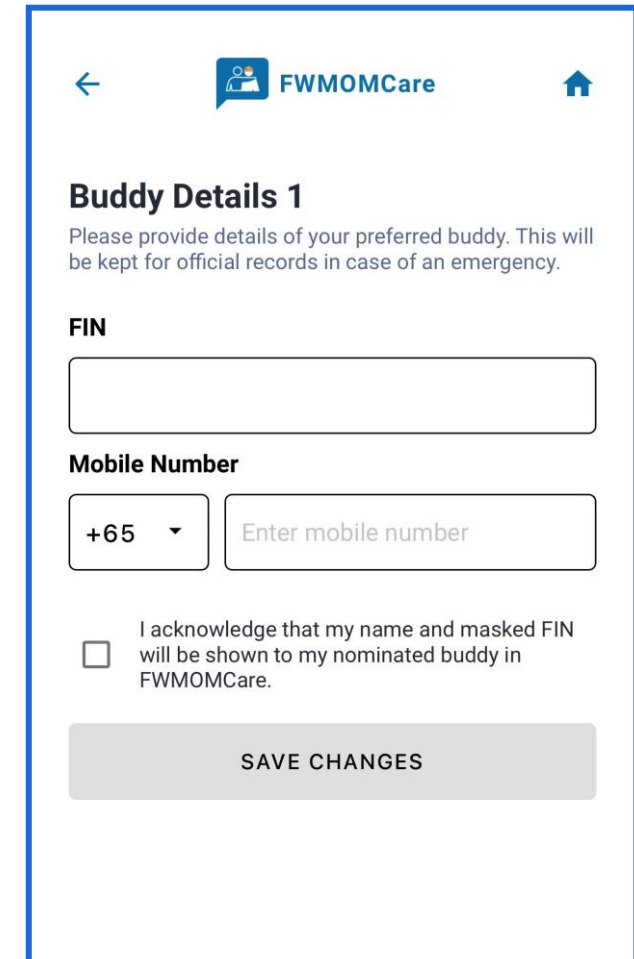 FWMOMCare
Buddy Details 1
Please provide details of your preferred buddy. This will
be kept for official records in case of an emergency.
FIN
Mobile Number
+65
Enter mobile number
I acknowledge that my name and masked FIN
will be shown to my nominated buddy in
FWMOMCare.
SAVE CHANGES